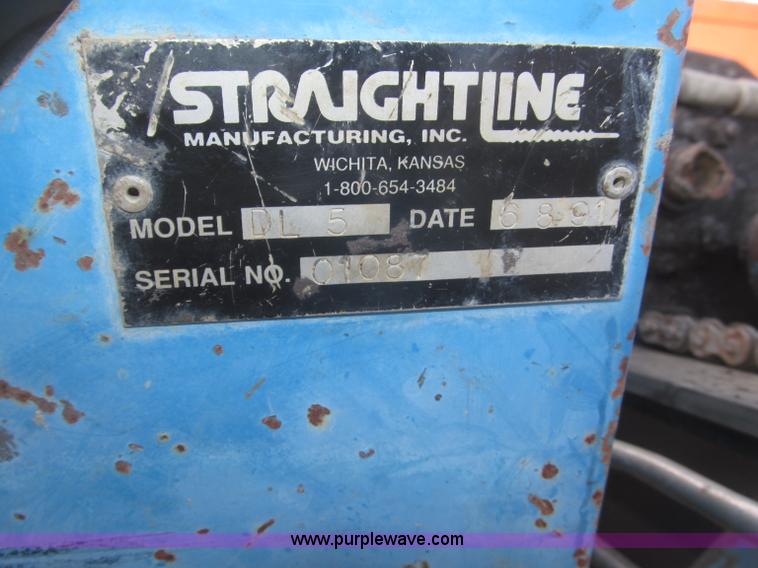 STRAIGHTLINE
MANUFACTURING, INC.
WICHITA, KANSAS
1-800-654-3484
MODEL DL 5 DATE 6 8 91
SERIAL NO. 01087
www.purplewave.com